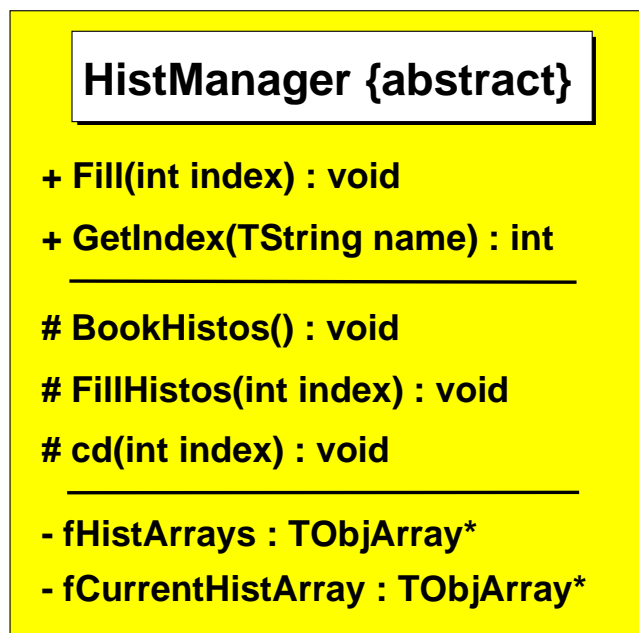 HistManager {abstract}
+ Fill(int index) : void
+ GetIndex(TString name) : int
# BookHistos() : void
# FillHistos(int index) : void
# cd(int index) : void
- fHistArrays : TObjArray*
- fCurrentHistArray : TObjArray*